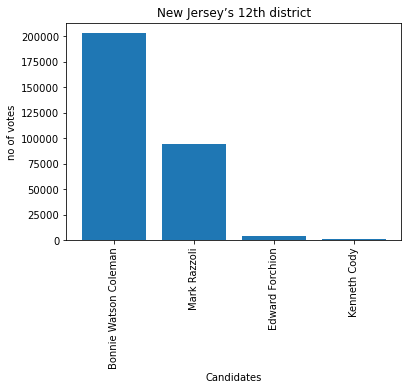 New Jersey’s 12th district
200000
175000
150000
125000
100000
75000
50000
25000
0
no of votes
Bonnie Watson Coleman
Mark Razzoli
Edward Forchion
Kenneth Cody
Candidates